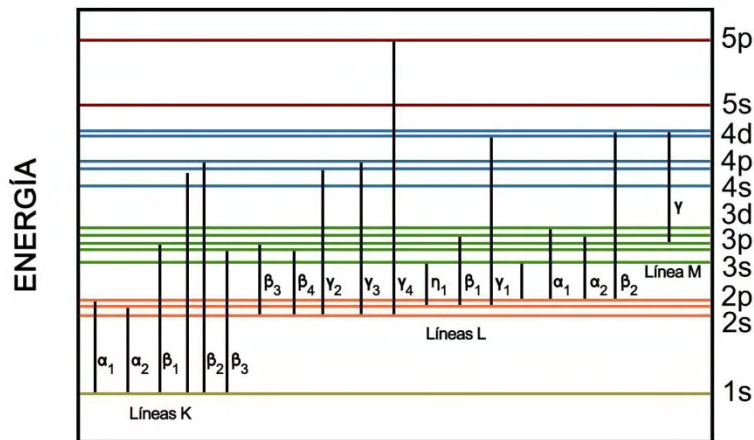 ENERGÍA
5p
5s
4d
4p
4s
3d
3p
3s
2p
2s
1s
γ
Línea M
β3 β4 γ2 γ3 γ4 η1 β1 γ1 α1 α2 β2
Líneas L
α1 α2 β1 β2 β3
Líneas K